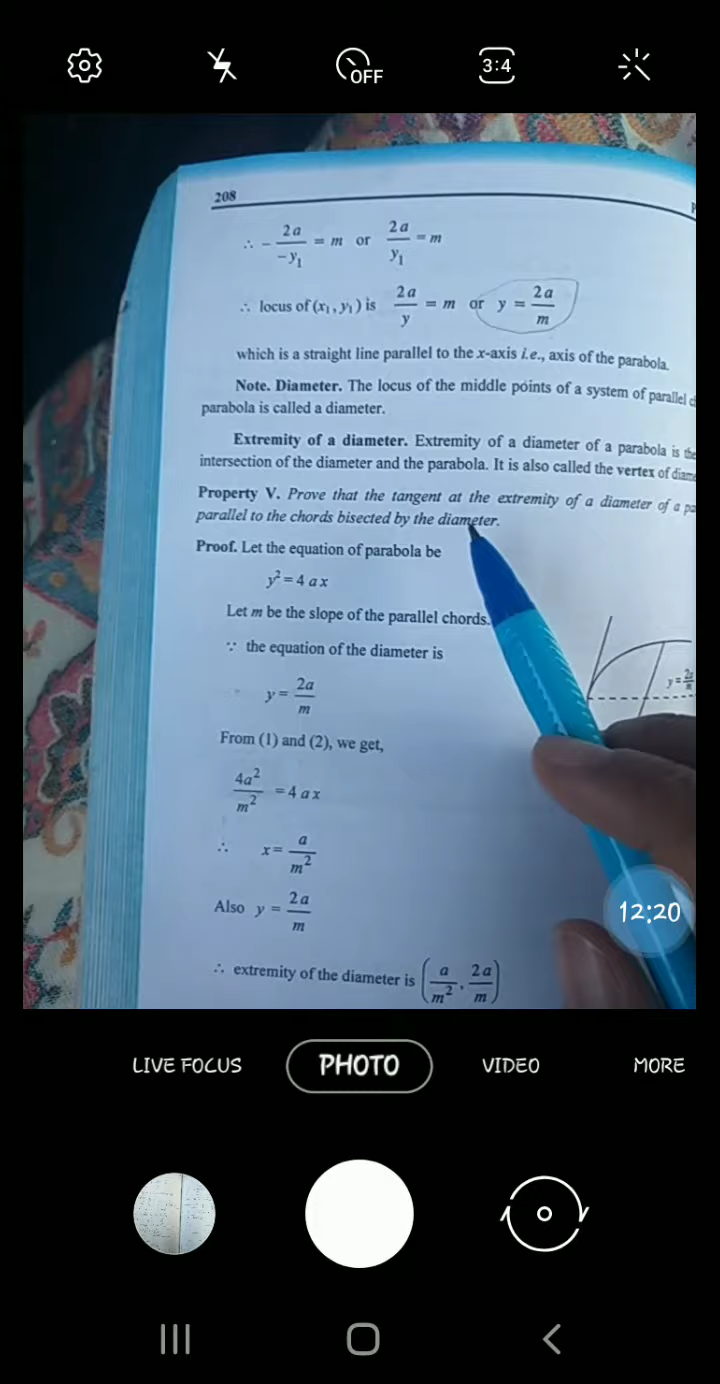 OFF
3:4
208
∴ - 2a/-y₁ = m or 2a/y₁ = m
∴ locus of (x₁, y₁) is 2a/y = m or y = 2a/m
which is a straight line parallel to the x-axis i.e., axis of the parabola.
Note. Diameter. The locus of the middle points of a system of parallel
parabola is called a diameter.
Extremity of a diameter. Extremity of a diameter of a parabola is the
intersection of the diameter and the parabola. It is also called the vertex of
Property V. Prove that the tangent at the extremity of a diameter of a
parallel to the chords bisected by the diameter.
Proof. Let the equation of parabola be
y² = 4 ax
Let m be the slope of the parallel chords.
∵ the equation of the diameter is
y = 2a/m
y = 2a/m
From (1) and (2), we get,
4a²/m² = 4 ax
∴ x = a/m²
Also y = 2a/m
∴ extremity of the diameter is (a/m², 2a/m)
12:20
LIVE FOCUS
PHOTO
VIDEO
MORE